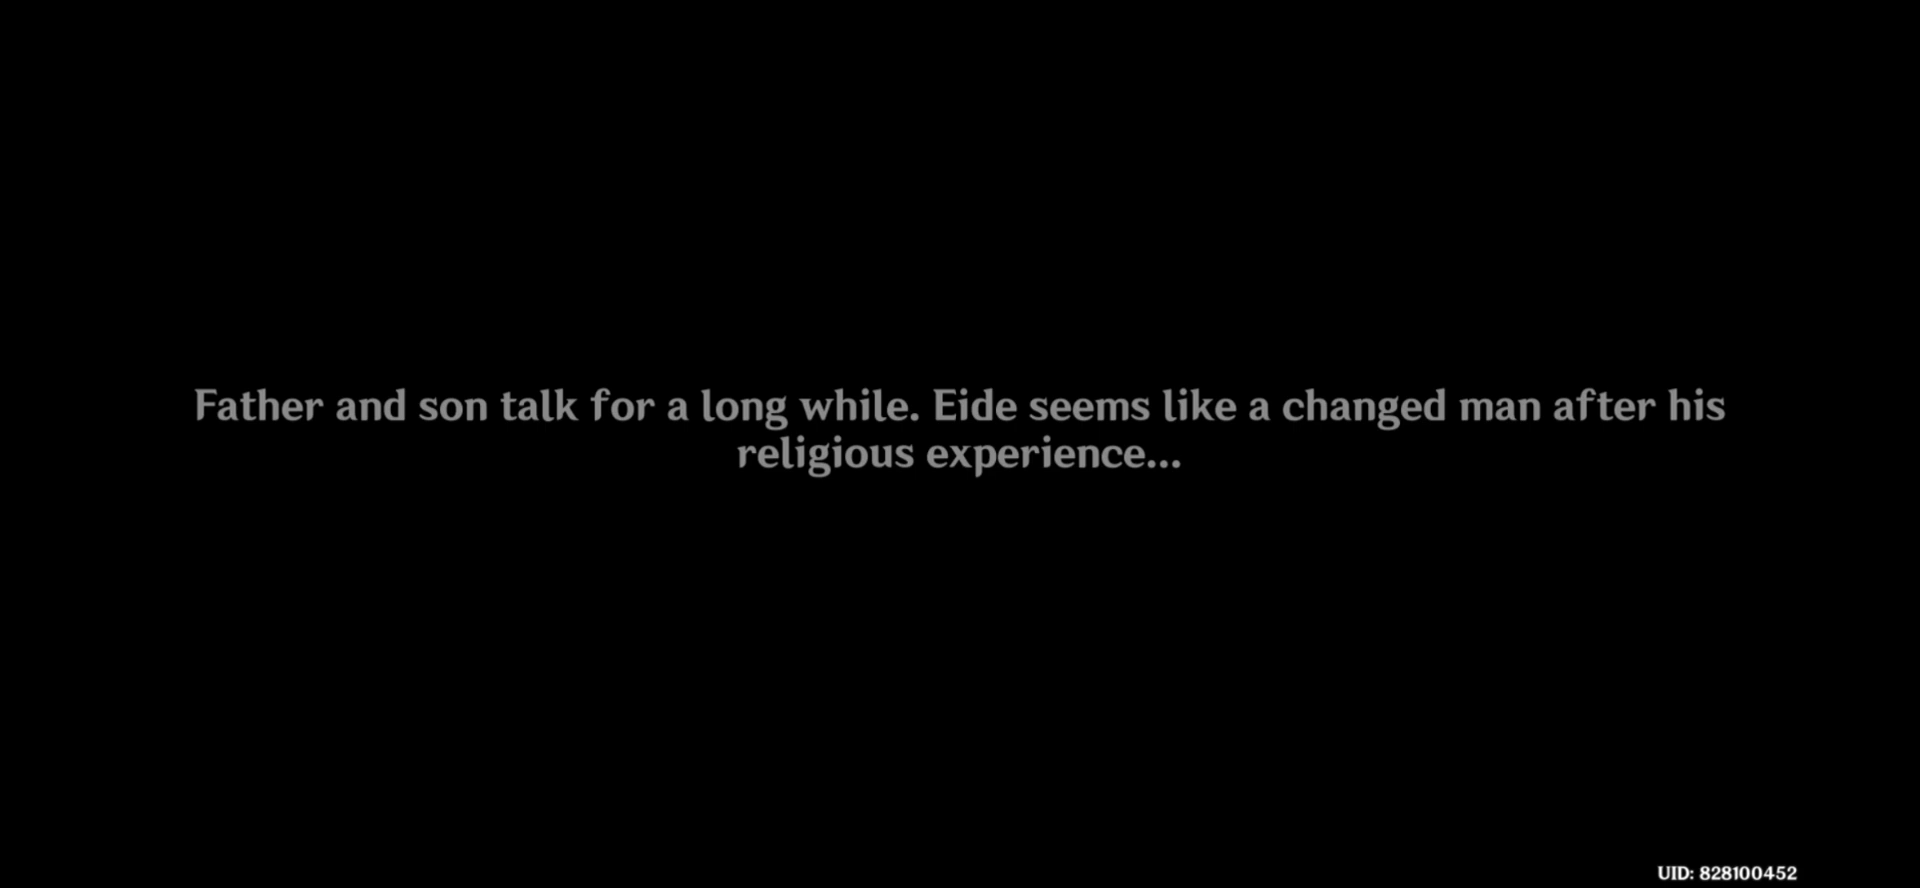 Father and son talk for a long while. Eide seems like a changed man after his
religious experience...
UID: 828100452